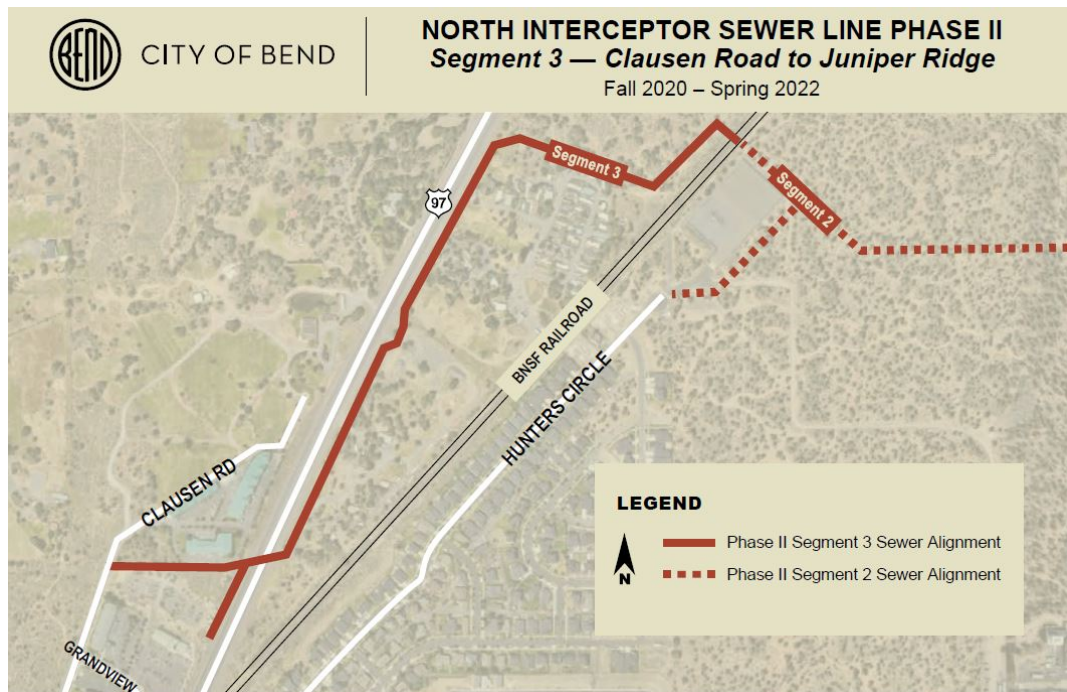 BEND
CITY OF BEND
NORTH INTERCEPTOR SEWER LINE PHASE II
Segment 3 — Clausen Road to Juniper Ridge
Fall 2020 – Spring 2022
Segment 3
97
Segment 2
BNSF RAILROAD
HUNTERS CIRCLE
CLAUSEN RD
GRANDVIEW
LEGEND
N
Phase II Segment 3 Sewer Alignment
Phase II Segment 2 Sewer Alignment